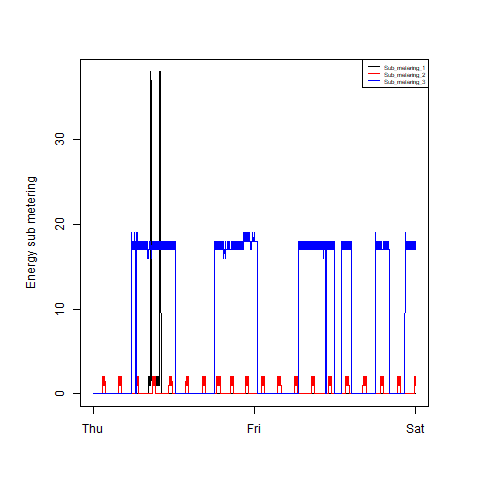 Sub_metering_1
Sub_metering_2
Sub_metering_3
Energy sub metering
30
20
10
0
Thu
Fri
Sat